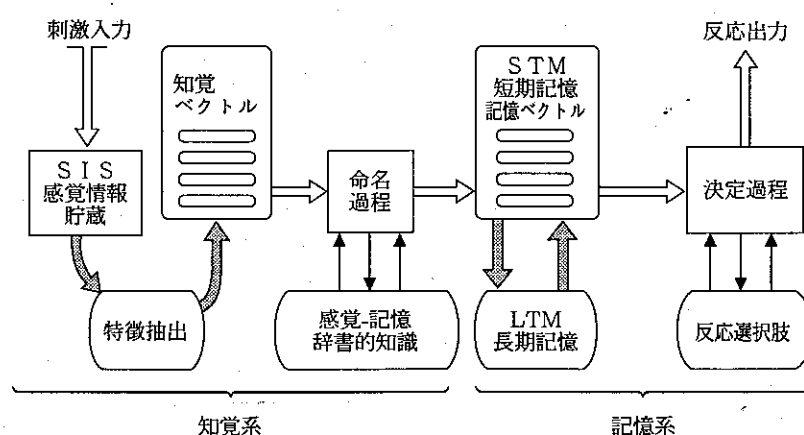 刺激入力
反応出力
知覚
ベクトル
STM
短期記憶
記憶ベクトル
SIS
感覚情報
貯蔵
命名
過程
決定過程
特徴抽出
感覚-記憶
辞書的知識
LTM
長期記憶
反応選択肢
知覚系
記憶系